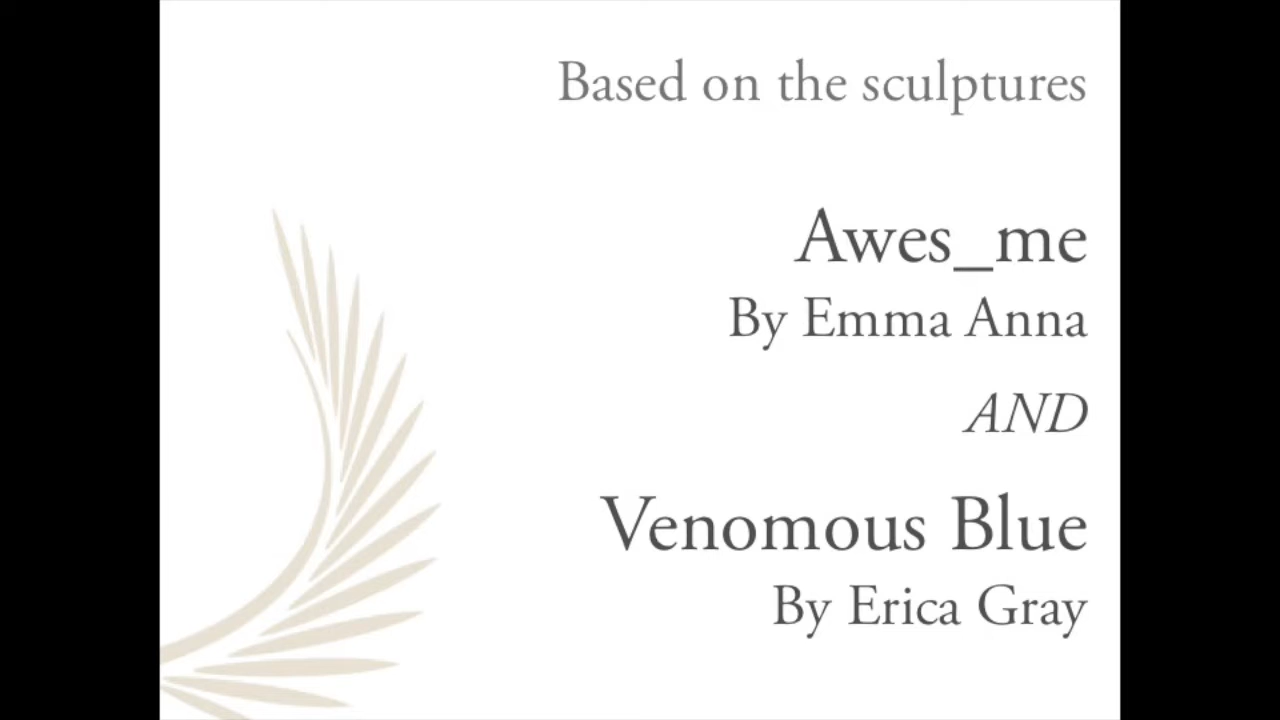 Based on the sculptures
Awes_me
By Emma Anna
AND
Venomous Blue
By Erica Gray